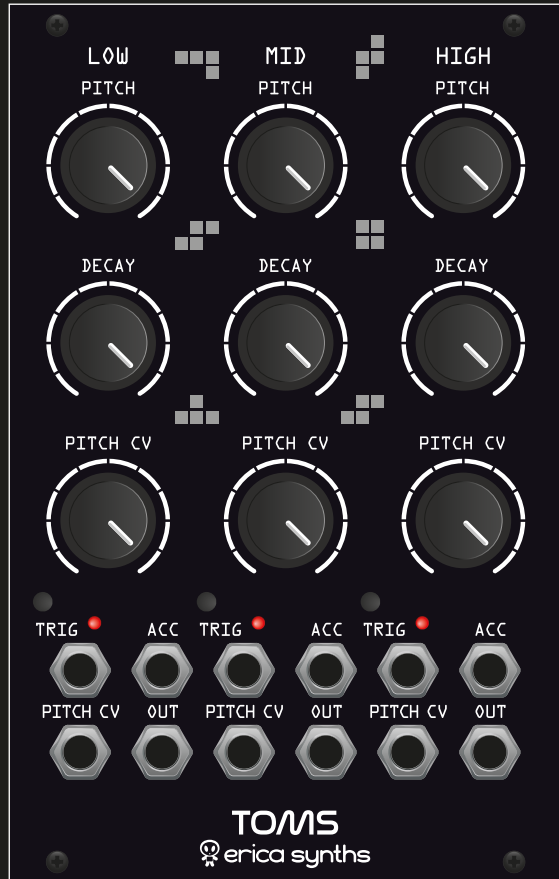 LOW MID HIGH
PITCH PITCH PITCH
DECAY DECAY DECAY
PITCH CV PITCH CV PITCH CV
TRIG ACC TRIG ACC TRIG ACC
PITCH CV OUT PITCH CV OUT PITCH CV OUT
TOMS
erica synths